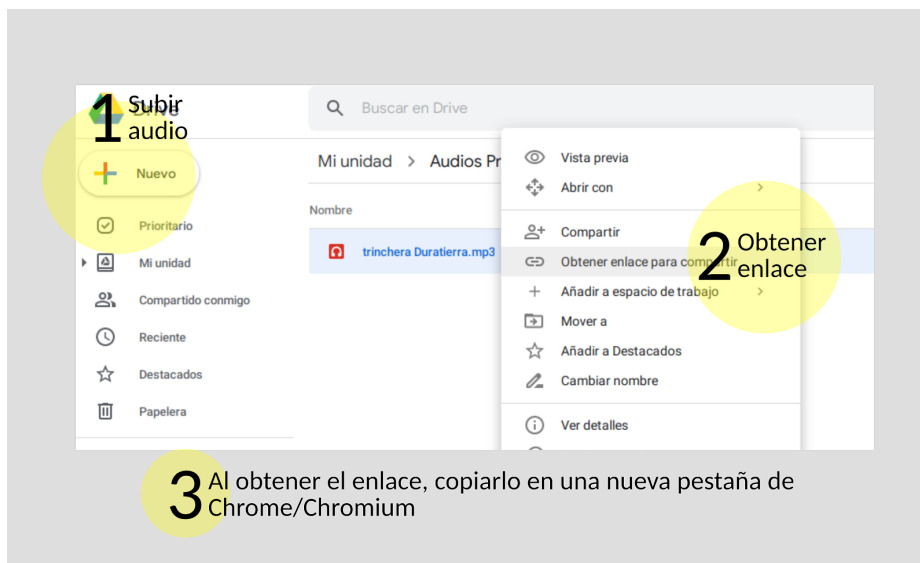 1 Subir
audio
Drive
Buscar en Drive
Nuevo
Mi unidad > Audios Pr
Nombre
trinchera Duratierra.mp3
Prioritario
Mi unidad
Compartido conmigo
Reciente
Destacados
Papelera
Vista previa
Abrir con
Compartir
Obtener enlace para compartir
Añadir a espacio de trabajo
Mover a
Añadir a Destacados
Cambiar nombre
Ver detalles
2 Obtener
enlace
3 Al obtener el enlace, copiarlo en una nueva pestaña de
Chrome/Chromium